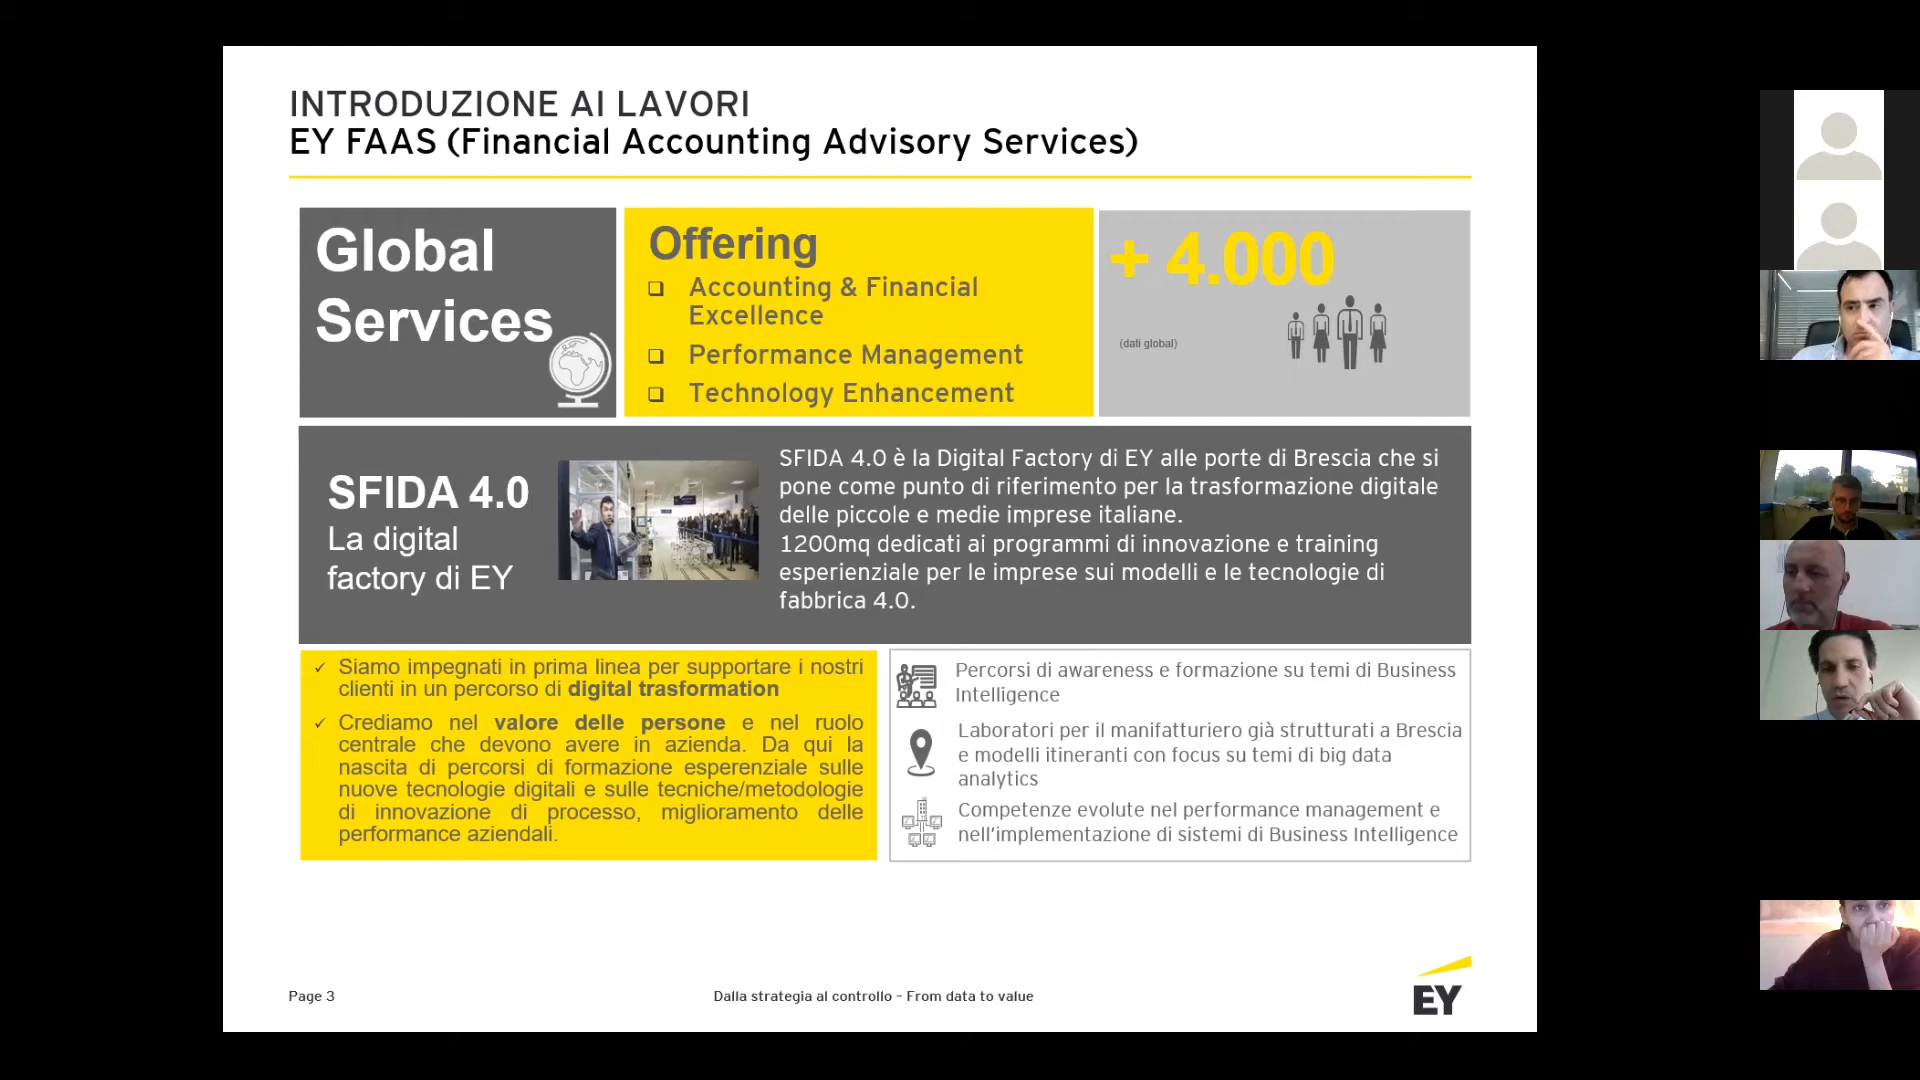 INTRODUZIONE AI LAVORI
EY FAAS (Financial Accounting Advisory Services)
Global
Services
Offering
❑ Accounting & Financial
Excellence
❑ Performance Management
❑ Technology Enhancement
+ 4.000
(dati global)
SFIDA 4.0
La digital
factory di EY
SFIDA 4.0 è la Digital Factory di EY alle porte di Brescia che si
pone come punto di riferimento per la trasformazione digitale
delle piccole e medie imprese italiane.
1200mq dedicati ai programmi di innovazione e training
esperienziale per le imprese sui modelli e le tecnologie di
fabbrica 4.0.
✓ Siamo impegnati in prima linea per supportare i nostri
clienti in un percorso di digital trasformation
✓ Crediamo nel valore delle persone e nel ruolo
centrale che devono avere in azienda. Da qui la
nascita di percorsi di formazione esperenziale sulle
nuove tecnologie digitali e sulle tecniche/metodologie
di innovazione di processo, miglioramento delle
performance aziendali.
Percorsi di awareness e formazione su temi di Business
Intelligence
Laboratori per il manifatturiero già strutturati a Brescia
e modelli itineranti con focus su temi di big data
analytics
Competenze evolute nel performance management e
nell'implementazione di sistemi di Business Intelligence
Page 3
Dalla strategia al controllo – From data to value
EY